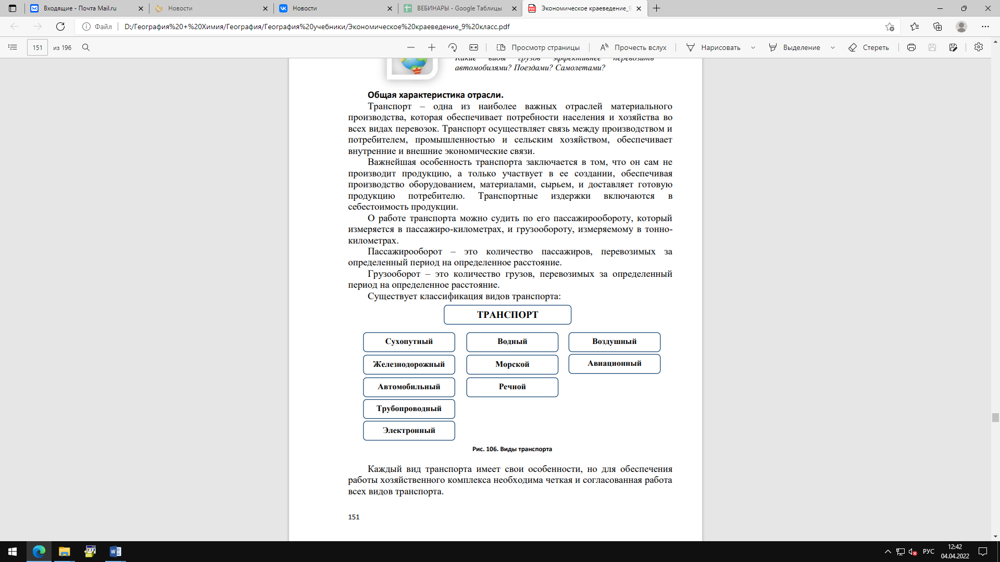 Входящие - Почта Mail.ru
Новости
Новости
ВЕБИНАРЫ - Google Таблицы
Экономическое краеведение_9
Файл
D:/География%20+%20Химия/География/География%20учебники/Экономическое%20краеведение_9%20класс.pdf
151
из 196
Просмотр страницы
Прочесть вслух
Нарисовать
Выделение
Стереть
Какие виды грузов эффективнее перевозить
автомобилями? Поездами? Самолетами?
Общая характеристика отрасли.
Транспорт – одна из наиболее важных отраслей материального
производства, которая обеспечивает потребности населения и хозяйства во
всех видах перевозок. Транспорт осуществляет связь между производством и
потребителем, промышленностью и сельским хозяйством, обеспечивает
внутренние и внешние экономические связи.
Важнейшая особенность транспорта заключается в том, что он сам не
производит продукцию, а только участвует в ее создании, обеспечивая
производство оборудованием, материалами, сырьем, и доставляет готовую
продукцию потребителю. Транспортные издержки включаются в
себестоимость продукции.
О работе транспорта можно судить по его пассажирообороту, который
измеряется в пассажиро-километрах, и грузообороту, измеряемому в тонно-
километрах.
Пассажирооборот – это количество пассажиров, перевозимых за
определенный период на определенное расстояние.
Грузооборот – это количество грузов, перевозимых за определенный
период на определенное расстояние.
Существует классификация видов транспорта:
ТРАНСПОРТ
Сухопутный
Водный
Воздушный
Железнодорожный
Морской
Авиационный
Автомобильный
Речной
Трубопроводный
Электронный
Рис. 106. Виды транспорта
Каждый вид транспорта имеет свои особенности, но для обеспечения
работы хозяйственного комплекса необходима четкая и согласованная работа
всех видов транспорта.
151
РУС
12:42
04.04.2022